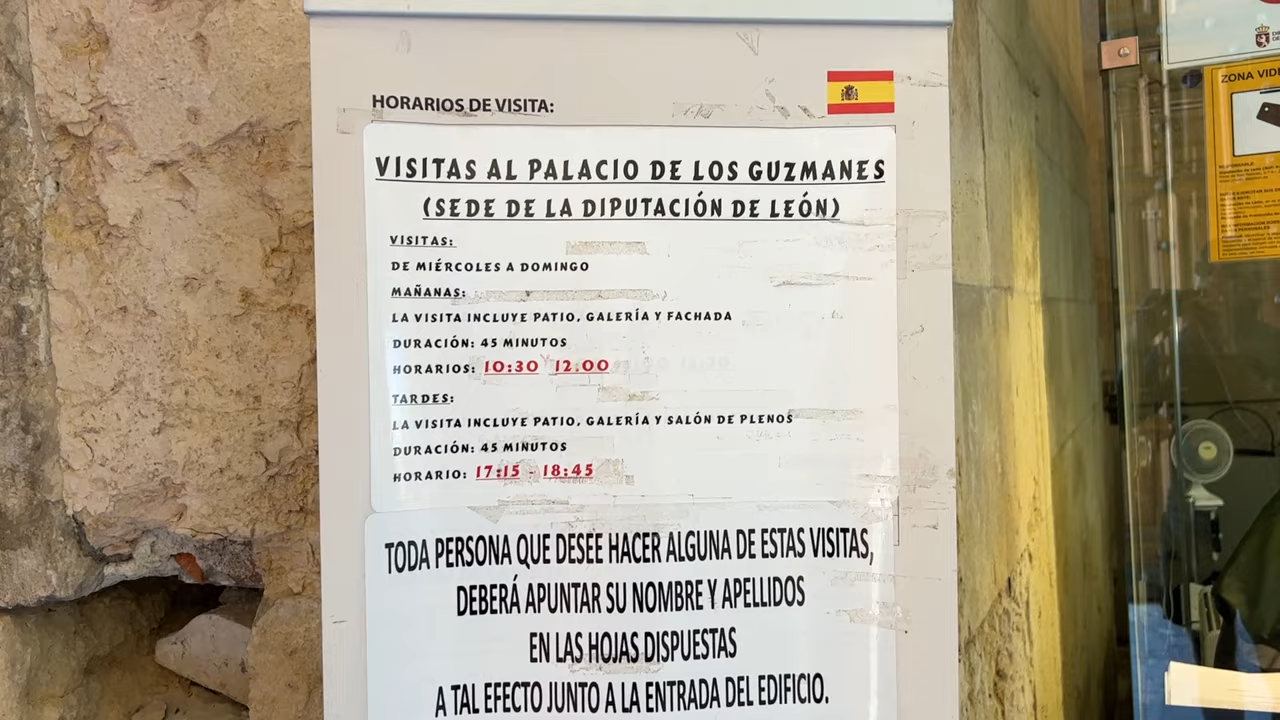 HORARIOS DE VISITA:
VISITAS AL PALACIO DE LOS GUZMANES
(SEDE DE LA DIPUTACIÓN DE LEÓN)
VISITAS:
DE MIÉRCOLES A DOMINGO
MAÑANAS:
LA VISITA INCLUYE PATIO, GALERÍA Y FACHADA
DURACIÓN: 45 MINUTOS
HORARIOS: 10:30 Y 12.00
TARDES:
LA VISITA INCLUYE PATIO, GALERÍA Y SALÓN DE PLENOS
DURACIÓN: 45 MINUTOS
HORARIO: 17:15 - 18:45
TODA PERSONA QUE DESEE HACER ALGUNA DE ESTAS VISITAS,
DEBERÁ APUNTAR SU NOMBRE Y APELLIDOS
EN LAS HOJAS DISPUESTAS
A TAL EFECTO JUNTO A LA ENTRADA DEL EDIFICIO.
ZONA